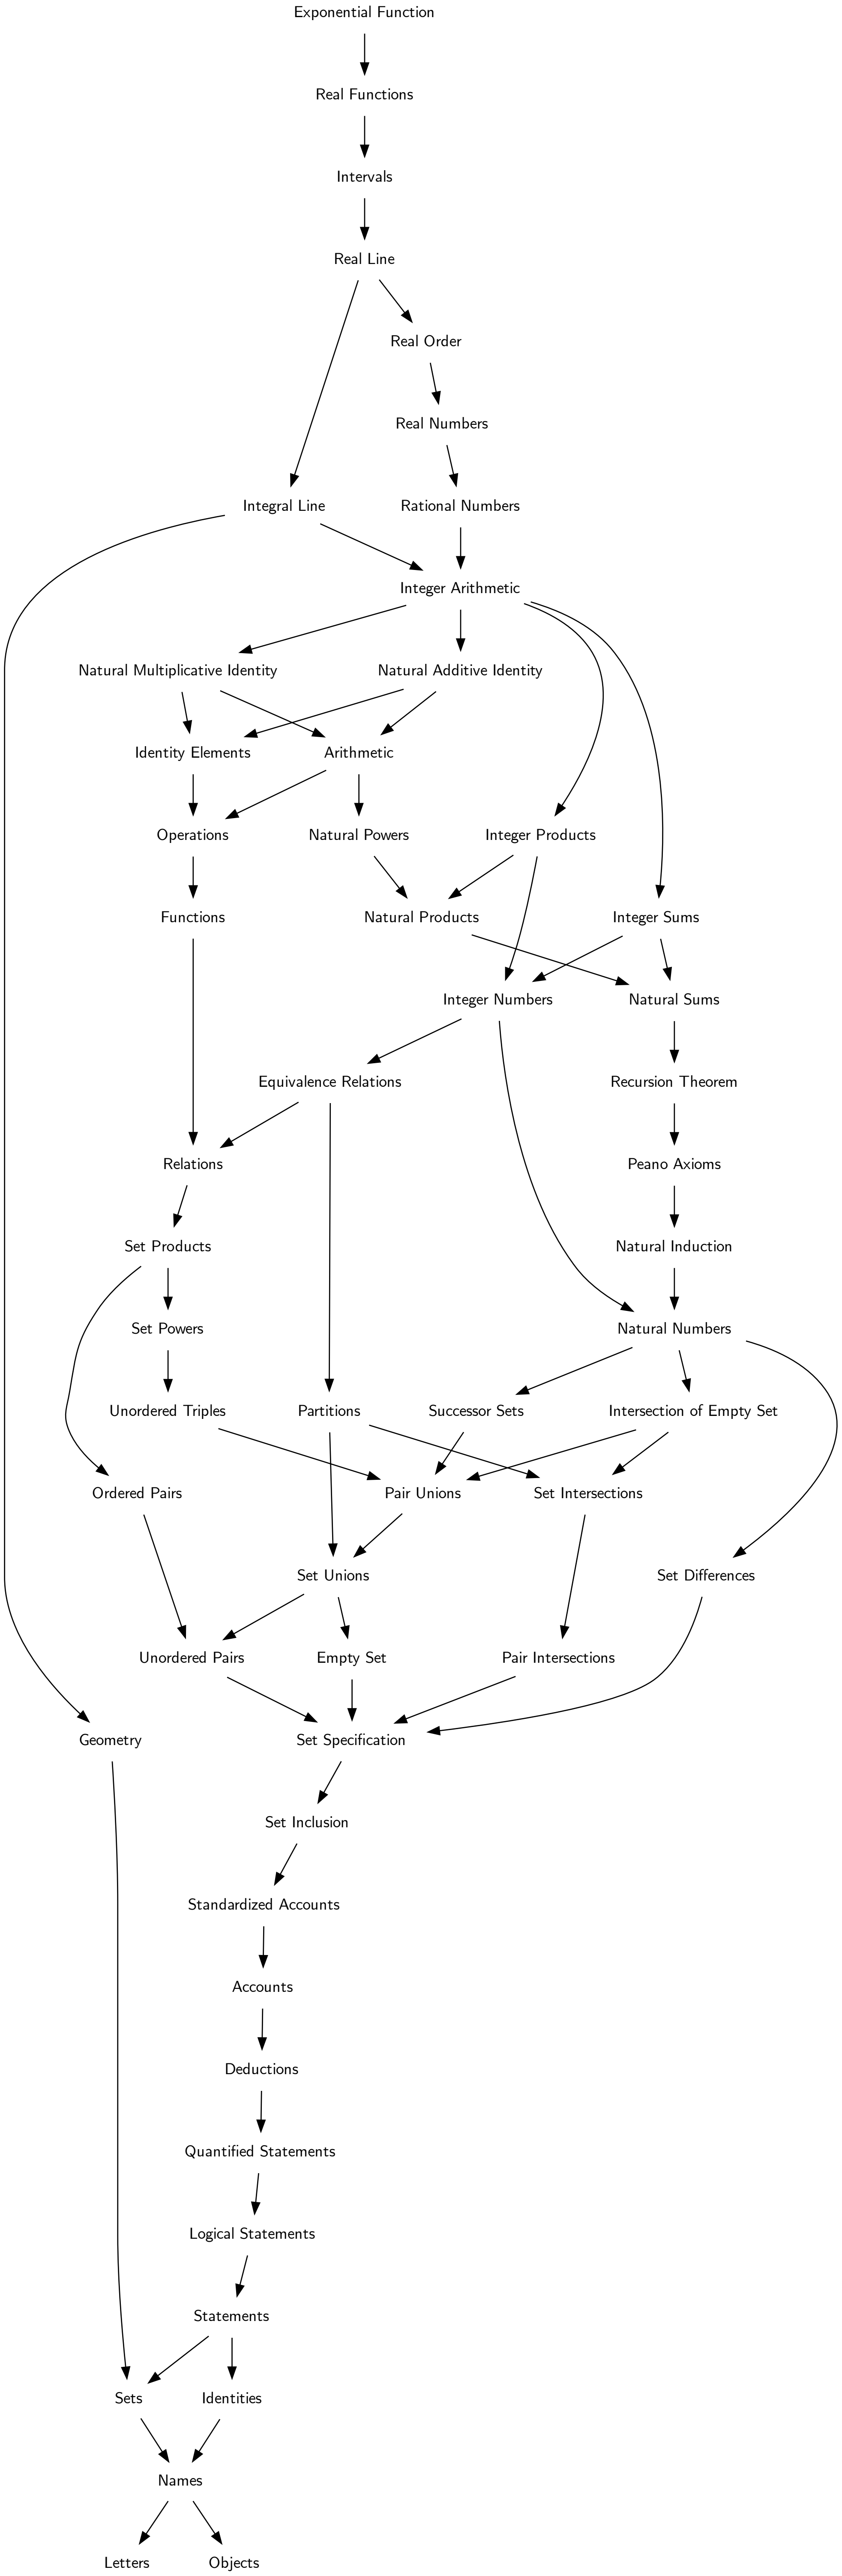 Exponential Function
Real Functions
Intervals
Real Line
Real Order
Real Numbers
Integral Line
Rational Numbers
Integer Arithmetic
Natural Multiplicative Identity
Natural Additive Identity
Identity Elements
Arithmetic
Operations
Natural Powers
Integer Products
Functions
Natural Products
Integer Sums
Integer Numbers
Natural Sums
Equivalence Relations
Recursion Theorem
Relations
Peano Axioms
Set Products
Natural Induction
Set Powers
Natural Numbers
Unordered Triples
Partitions
Successor Sets
Intersection of Empty Set
Ordered Pairs
Pair Unions
Set Intersections
Set Unions
Set Differences
Unordered Pairs
Empty Set
Pair Intersections
Geometry
Set Specification
Set Inclusion
Standardized Accounts
Accounts
Deductions
Quantified Statements
Logical Statements
Statements
Sets
Identities
Names
Letters
Objects